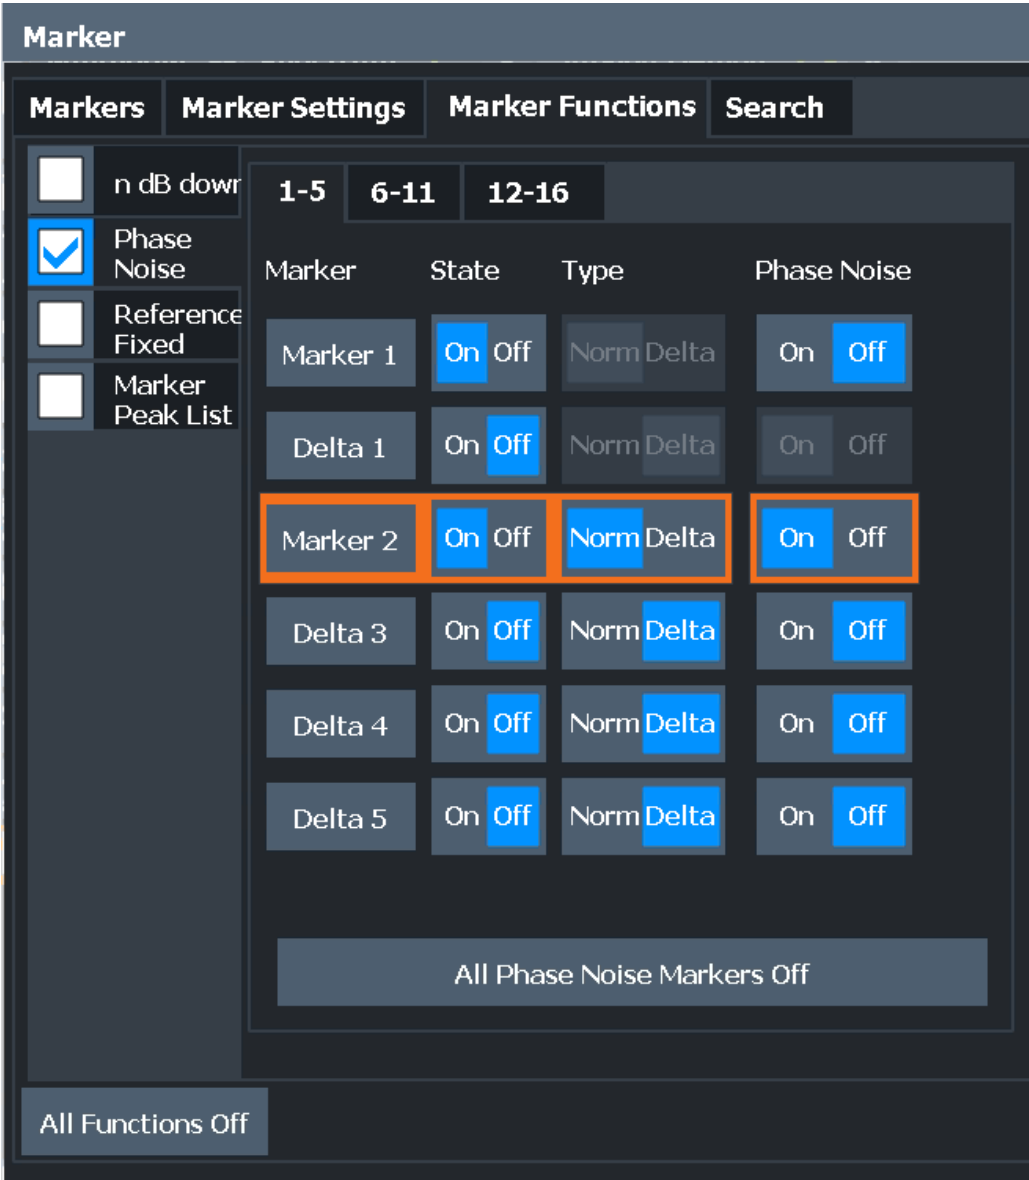 Marker
Markers Marker Settings Marker Functions Search
n dB down
Phase
Noise
Reference
Fixed
Marker
Peak List
1-5 6-11 12-16
Marker State Type Phase Noise
Marker 1 On Off Norm Delta On Off
Delta 1 On Off Norm Delta On Off
Marker 2 On Off Norm Delta On Off
Delta 3 On Off Norm Delta On Off
Delta 4 On Off Norm Delta On Off
Delta 5 On Off Norm Delta On Off
All Phase Noise Markers Off
All Functions Off